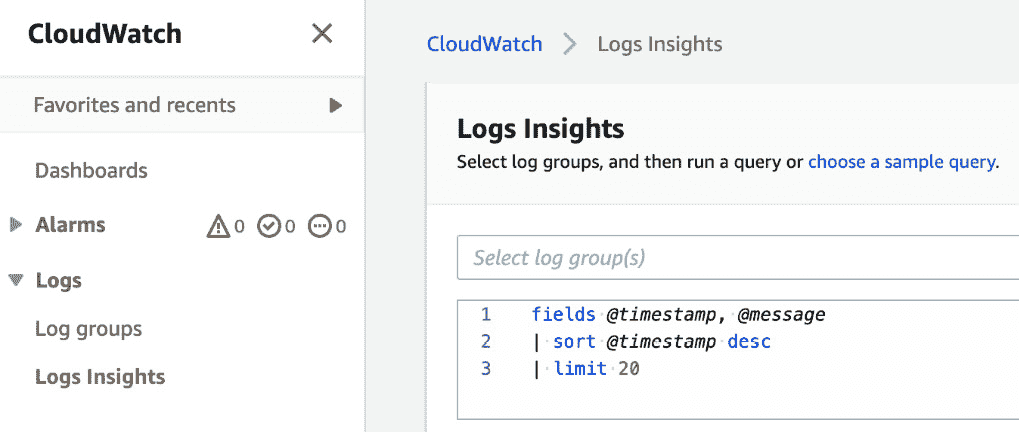 CloudWatch
Favorites and recents
Dashboards
Alarms 0 0 0
Logs
Log groups
Logs Insights
CloudWatch > Logs Insights
Logs Insights
Select log groups, and then run a query or choose a sample query.
Select log group(s)
1 fields @timestamp, @message
2 | sort @timestamp desc
3 | limit 20